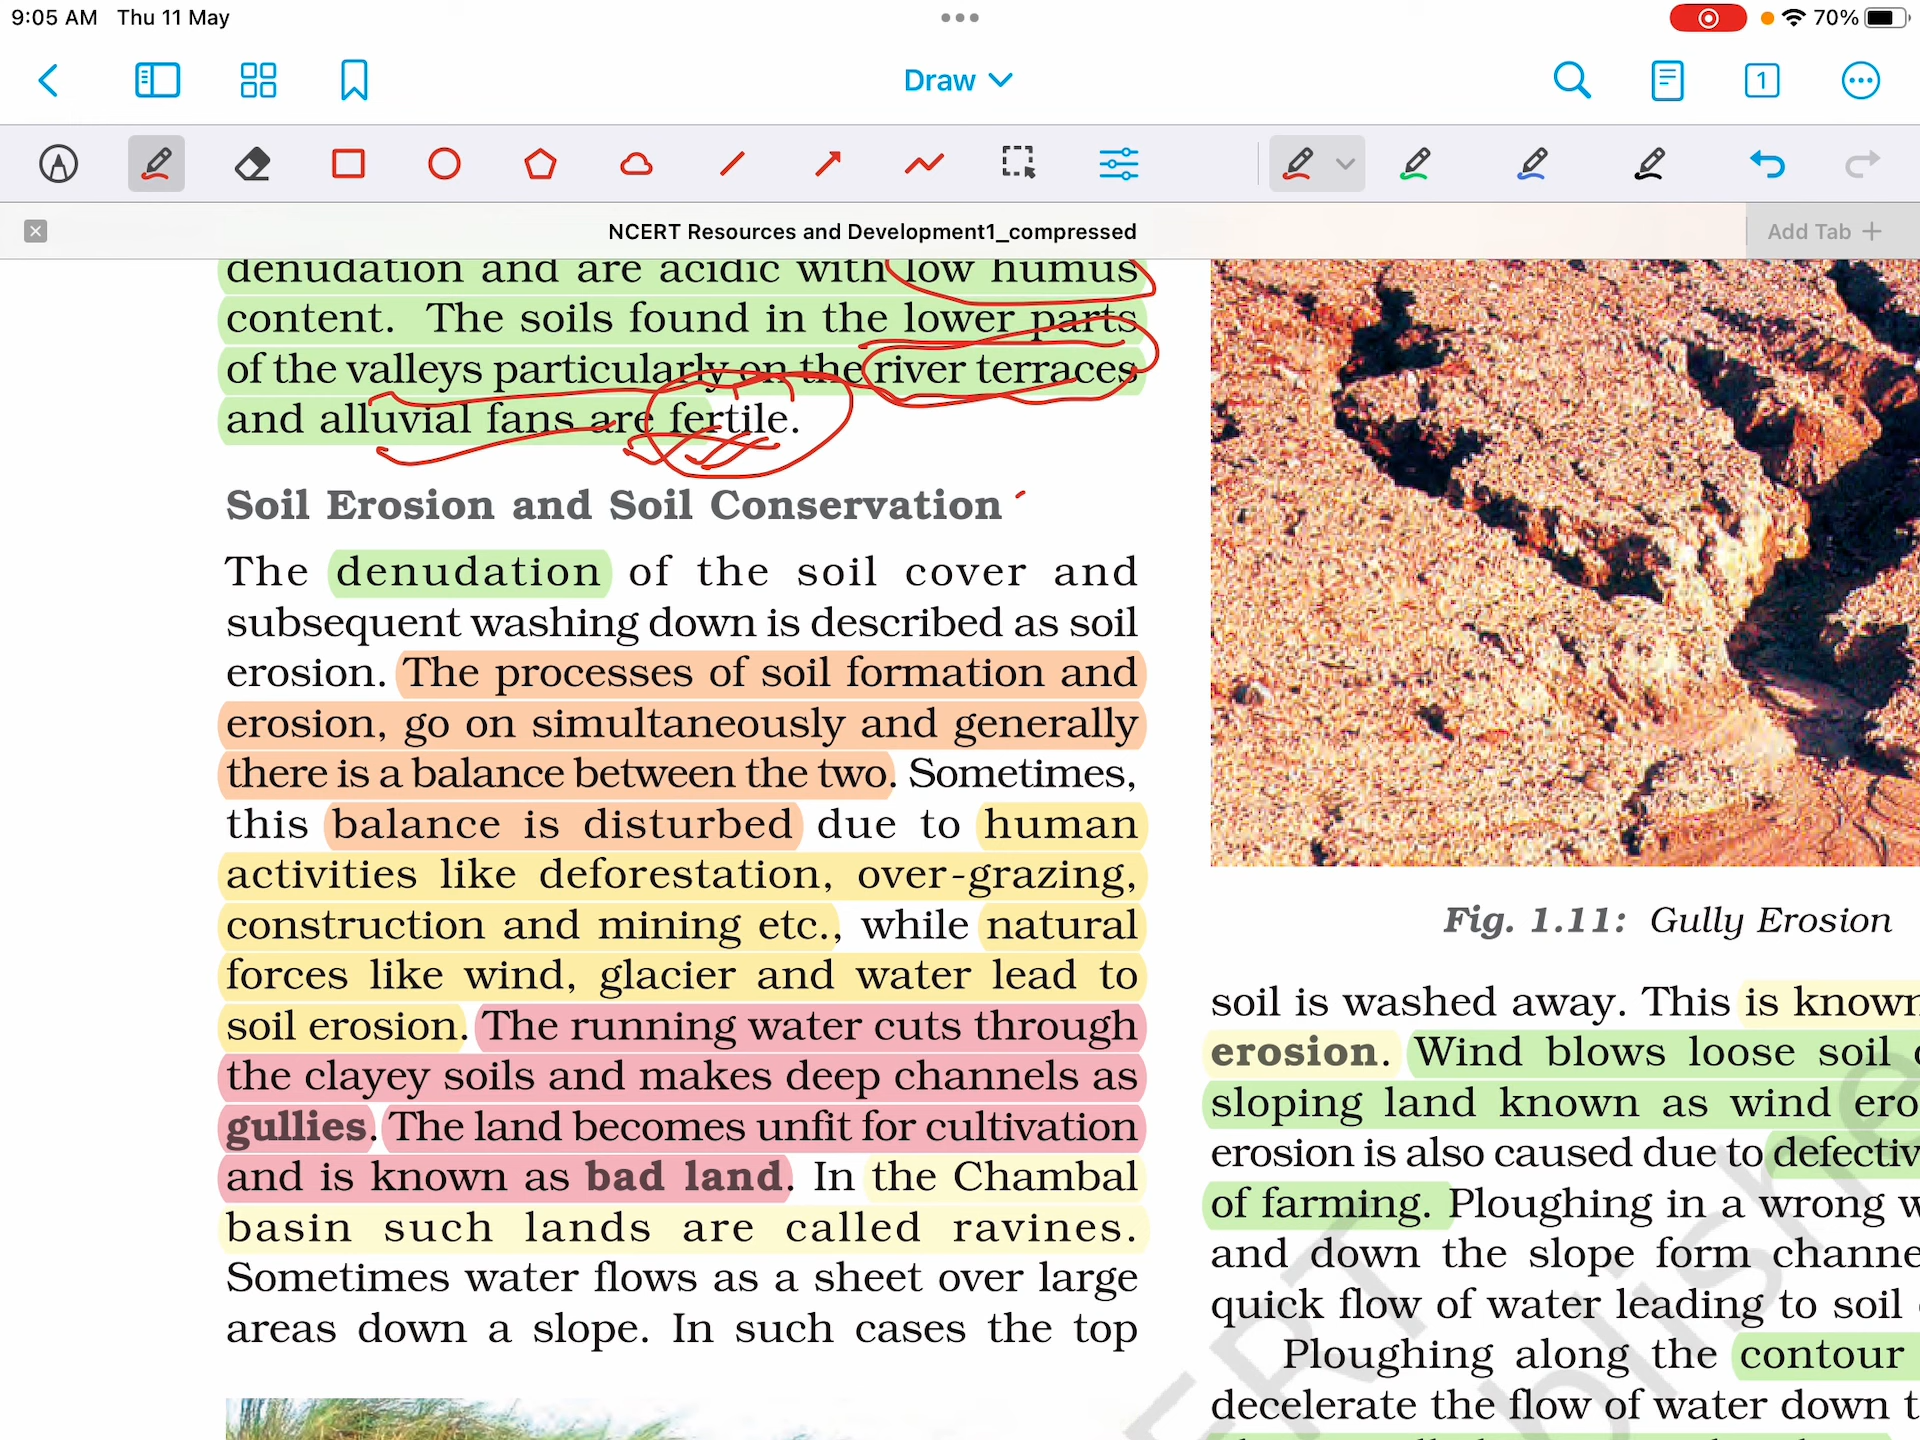 9:05 AM Thu 11 May
70%
Draw
1
NCERT Resources and Development1_compressed
Add Tab +
denudation and are acidic with low humus
content. The soils found in the lower parts
of the valleys particularly on the river terraces
and alluvial fans are fertile.
Soil Erosion and Soil Conservation
The denudation of the soil cover and
subsequent washing down is described as soil
erosion. The processes of soil formation and
erosion, go on simultaneously and generally
there is a balance between the two. Sometimes,
this balance is disturbed due to human
activities like deforestation, over-grazing,
construction and mining etc., while natural
forces like wind, glacier and water lead to
soil erosion. The running water cuts through
the clayey soils and makes deep channels as
gullies. The land becomes unfit for cultivation
and is known as bad land. In the Chambal
basin such lands are called ravines.
Sometimes water flows as a sheet over large
areas down a slope. In such cases the top
Fig. 1.11: Gully Erosion
soil is washed away. This is known
erosion. Wind blows loose soil
sloping land known as wind ero
erosion is also caused due to defectiv
of farming. Ploughing in a wrong w
and down the slope form channe
quick flow of water leading to soil
Ploughing along the contour
decelerate the flow of water down t